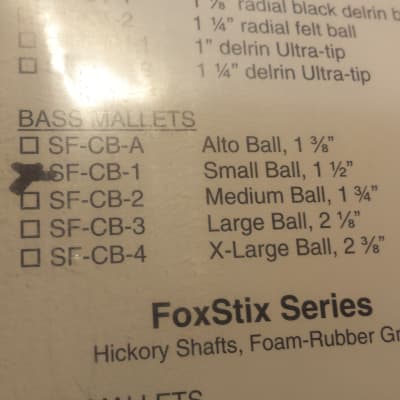 radial black delrin
-2 1 ¼” radial felt ball
1” delrin Ultra-tip
1 ¼” delrin Ultra-tip
BASS MALLETS
☐ SF-CB-A Alto Ball, 1 ⅜”
SF-CB-1 Small Ball, 1 ½”
☐ SF-CB-2 Medium Ball, 1 ¾”
☐ SF-CB-3 Large Ball, 2 ⅛”
☐ SF-CB-4 X-Large Ball, 2 ⅜”
FoxStix Series
Hickory Shafts, Foam-Rubber Gr